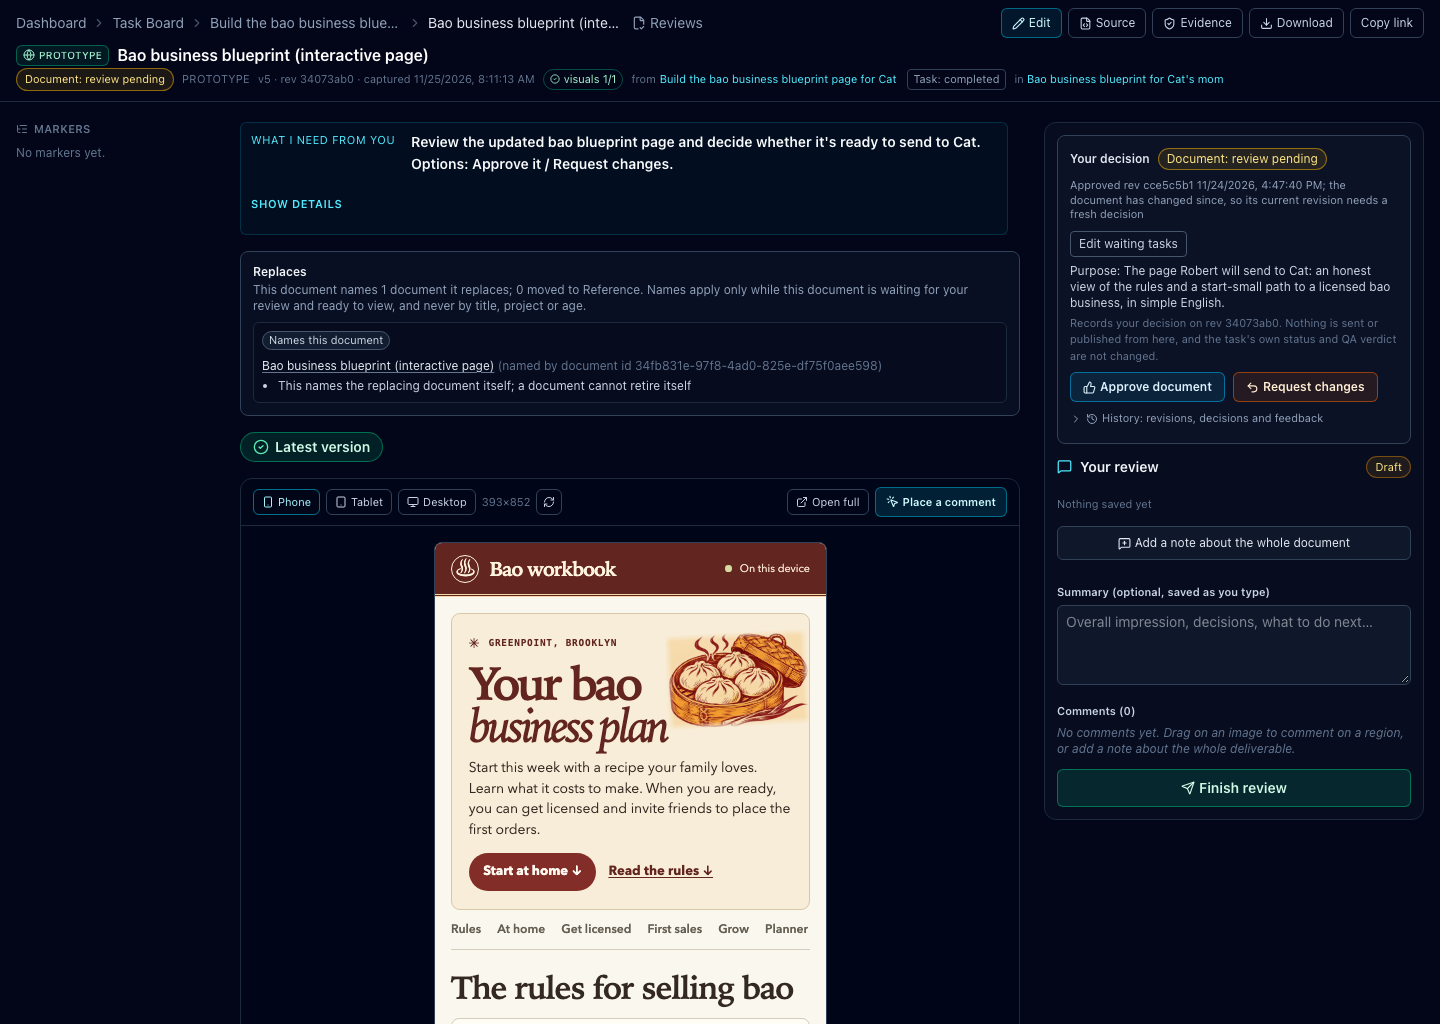 Dashboard > Task Board > Build the bao business blue... > Bao business blueprint (inte... Reviews
Edit Source Evidence Download Copy link
PROTOTYPE Bao business blueprint (interactive page)
Document: review pending PROTOTYPE v5 · rev 34073ab0 · captured 11/25/2026, 8:11:13 AM visuals 1/1 from Build the bao business blueprint page for Cat Task: completed in Bao business blueprint for Cat's mom
MARKERS
No markers yet.
WHAT I NEED FROM YOU
Review the updated bao blueprint page and decide whether it's ready to send to Cat.
Options: Approve it / Request changes.
SHOW DETAILS
Replaces
This document names 1 document it replaces; 0 moved to Reference. Names apply only while this document is waiting for your
review and ready to view, and never by title, project or age.
Names this document
Bao business blueprint (interactive page) (named by document id 34fb831e-97f8-4ad0-825e-df75f0aee598)
• This names the replacing document itself; a document cannot retire itself
Latest version
Phone Tablet Desktop 393×852 Open full Place a comment
Bao workbook On this device
GREENPOINT, BROOKLYN
Your bao
business plan
Start this week with a recipe your family loves.
Learn what it costs to make. When you are ready,
you can get licensed and invite friends to place the
first orders.
Start at home ↓ Read the rules ↓
Rules At home Get licensed First sales Grow Planner
The rules for selling bao
Your decision Document: review pending
Approved rev cce5c5b1 11/24/2026, 4:47:40 PM; the
document has changed since, so its current revision needs a
fresh decision
Edit waiting tasks
Purpose: The page Robert will send to Cat: an honest
view of the rules and a start-small path to a licensed bao
business, in simple English.
Records your decision on rev 34073ab0. Nothing is sent or
published from here, and the task's own status and QA verdict
are not changed.
Approve document Request changes
> History: revisions, decisions and feedback
Your review Draft
Nothing saved yet
Add a note about the whole document
Summary (optional, saved as you type)
Overall impression, decisions, what to do next...
Comments (0)
No comments yet. Drag on an image to comment on a region,
or add a note about the whole deliverable.
Finish review